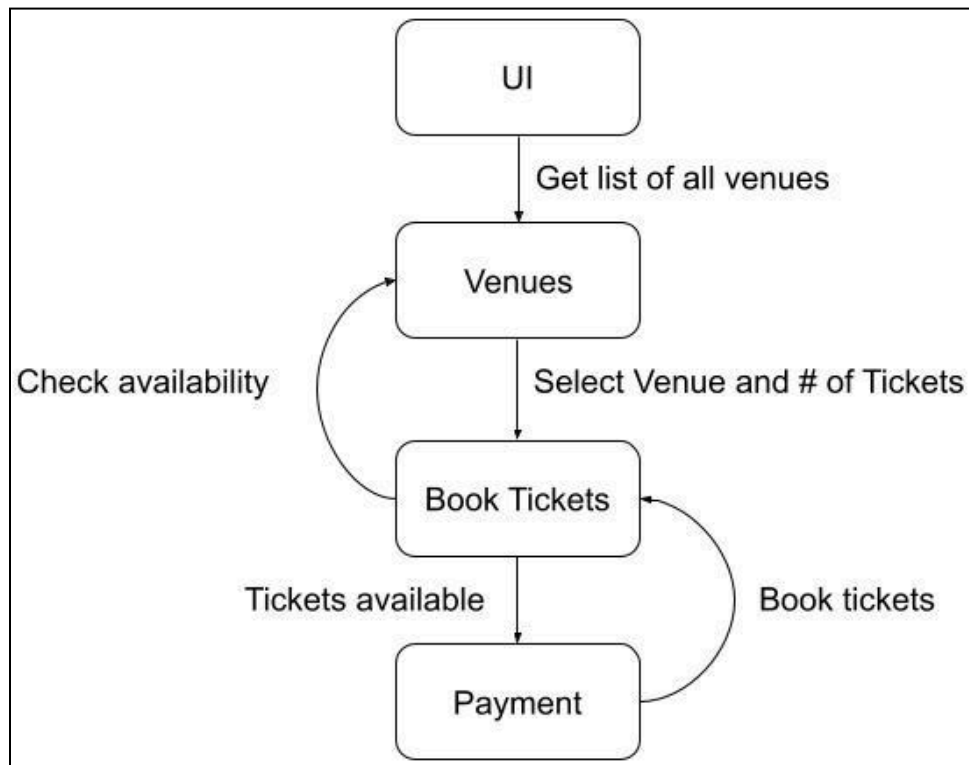 UI
Get list of all venues
Venues
Check availability
Select Venue and # of Tickets
Book Tickets
Tickets available
Book tickets
Payment